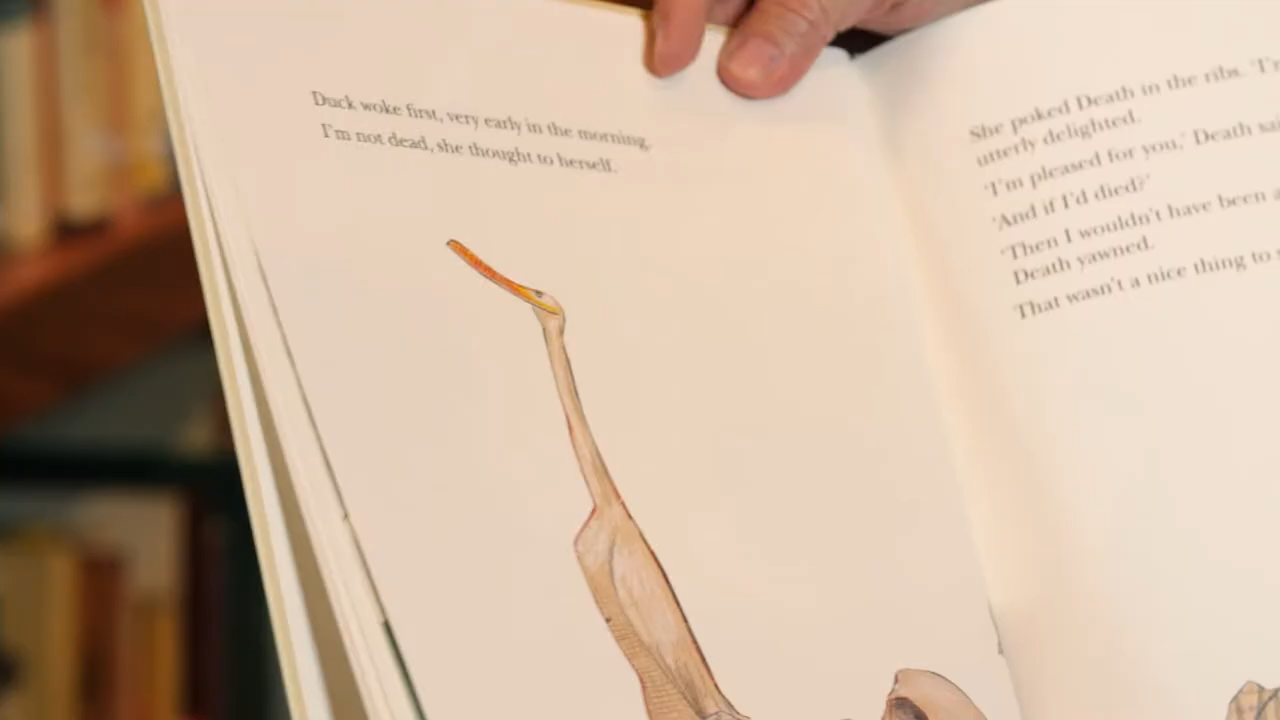 Duck woke first, very early in the morning.
I'm not dead, she thought to herself.
She poked Death in the ribs.
utterly delighted.
'I'm pleased for you,' Death
'And if I'd died?'
'Then I wouldn't have been
Death yawned.
'That wasn't a nice thing to